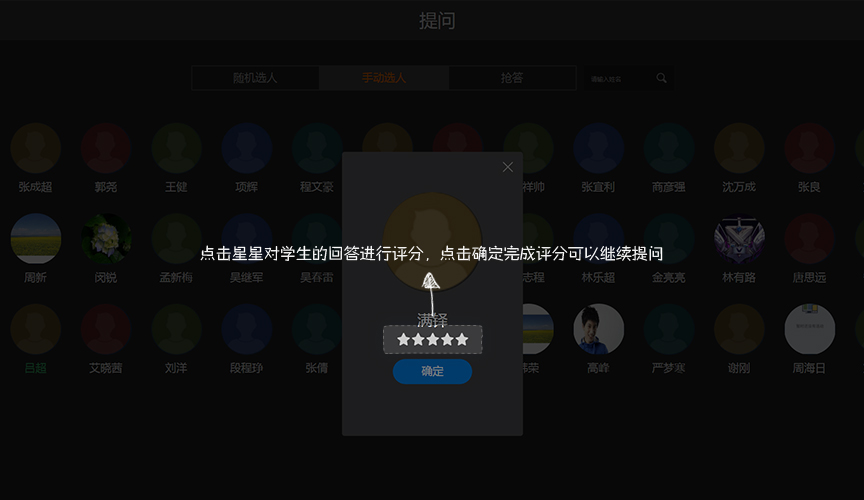 提问
随机选人 手动选人 抢答 请输入姓名
张成超 郭尧 王健 项辉 程文豪 祥帅 张宜利 商彦强 沈万成 张良
点击星星对学生的回答进行评分，点击确定完成评分可以继续提问
周新 闵锐 孟新梅 吴继军 吴春雷 志程 林乐超 金亮亮 林有路 唐思远
满铎
吕超 艾晓茜 刘洋 段程琤 张倩 韩荣 高峰 严梦寒 谢刚 周海日
确定